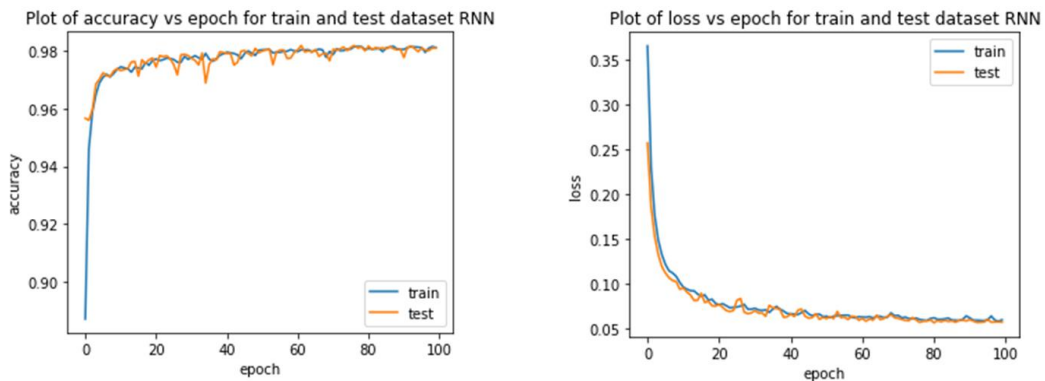 Plot of accuracy vs epoch for train and test dataset RNN
0.98
0.96
0.94
0.92
0.90
accuracy
0 20 40 60 80 100
epoch
train
test
Plot of loss vs epoch for train and test dataset RNN
0.35
0.30
0.25
0.20
0.15
0.10
0.05
loss
0 20 40 60 80 100
epoch
train
test